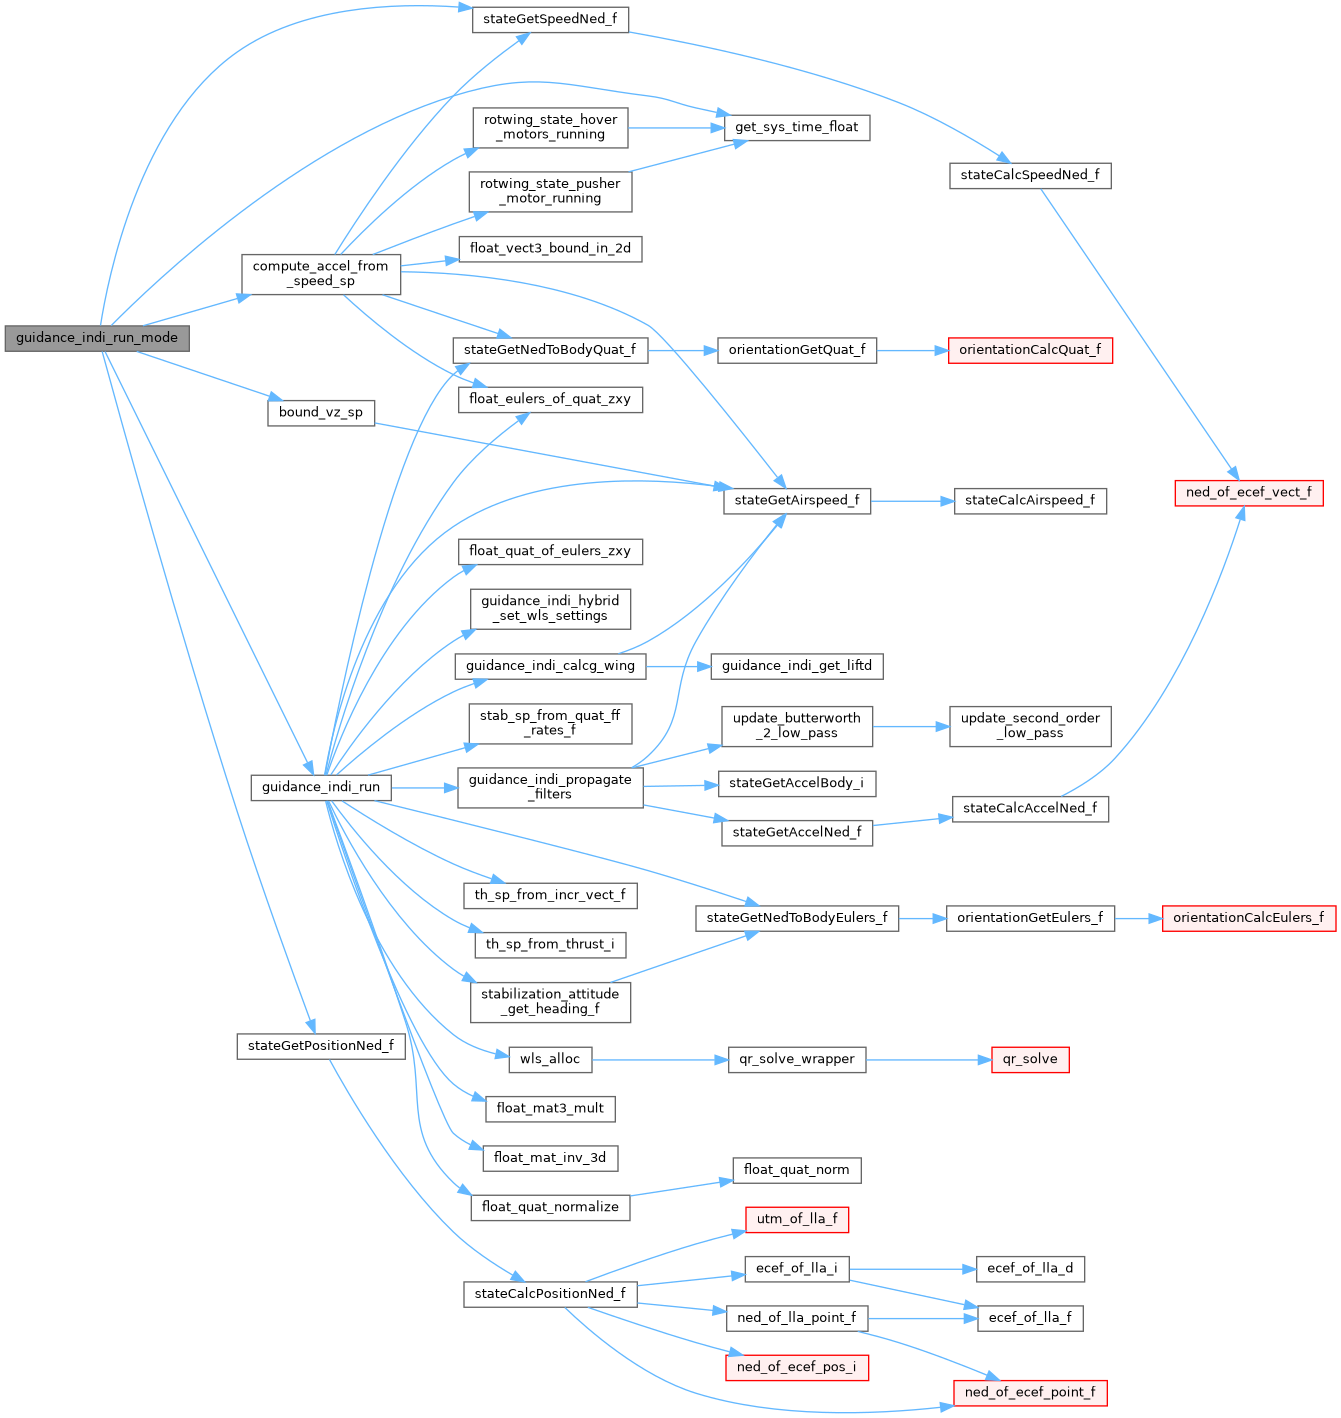 stateGetSpeedNed_f
rotwing_state_hover
_motors_running
get_sys_time_float
stateCalcSpeedNed_f
rotwing_state_pusher
_motor_running
float_vect3_bound_in_2d
compute_accel_from
_speed_sp
guidance_indi_run_mode
stateGetNedToBodyQuat_f
orientationGetQuat_f
orientationCalcQuat_f
float_eulers_of_quat_zxy
bound_vz_sp
stateGetAirspeed_f
stateCalcAirspeed_f
ned_of_ecef_vect_f
float_quat_of_eulers_zxy
guidance_indi_hybrid
_set_wls_settings
guidance_indi_calcg_wing
guidance_indi_get_liftd
stab_sp_from_quat_ff
_rates_f
update_butterworth
_2_low_pass
update_second_order
_low_pass
guidance_indi_run
guidance_indi_propagate
_filters
stateGetAccelBody_i
stateGetAccelNed_f
stateCalcAccelNed_f
th_sp_from_incr_vect_f
stateGetNedToBodyEulers_f
orientationGetEulers_f
orientationCalcEulers_f
th_sp_from_thrust_i
stabilization_attitude
_get_heading_f
stateGetPositionNed_f
wls_alloc
qr_solve_wrapper
qr_solve
float_mat3_mult
float_mat_inv_3d
float_quat_norm
float_quat_normalize
utm_of_lla_f
ecef_of_lla_i
ecef_of_lla_d
stateCalcPositionNed_f
ned_of_lla_point_f
ecef_of_lla_f
ned_of_ecef_pos_i
ned_of_ecef_point_f